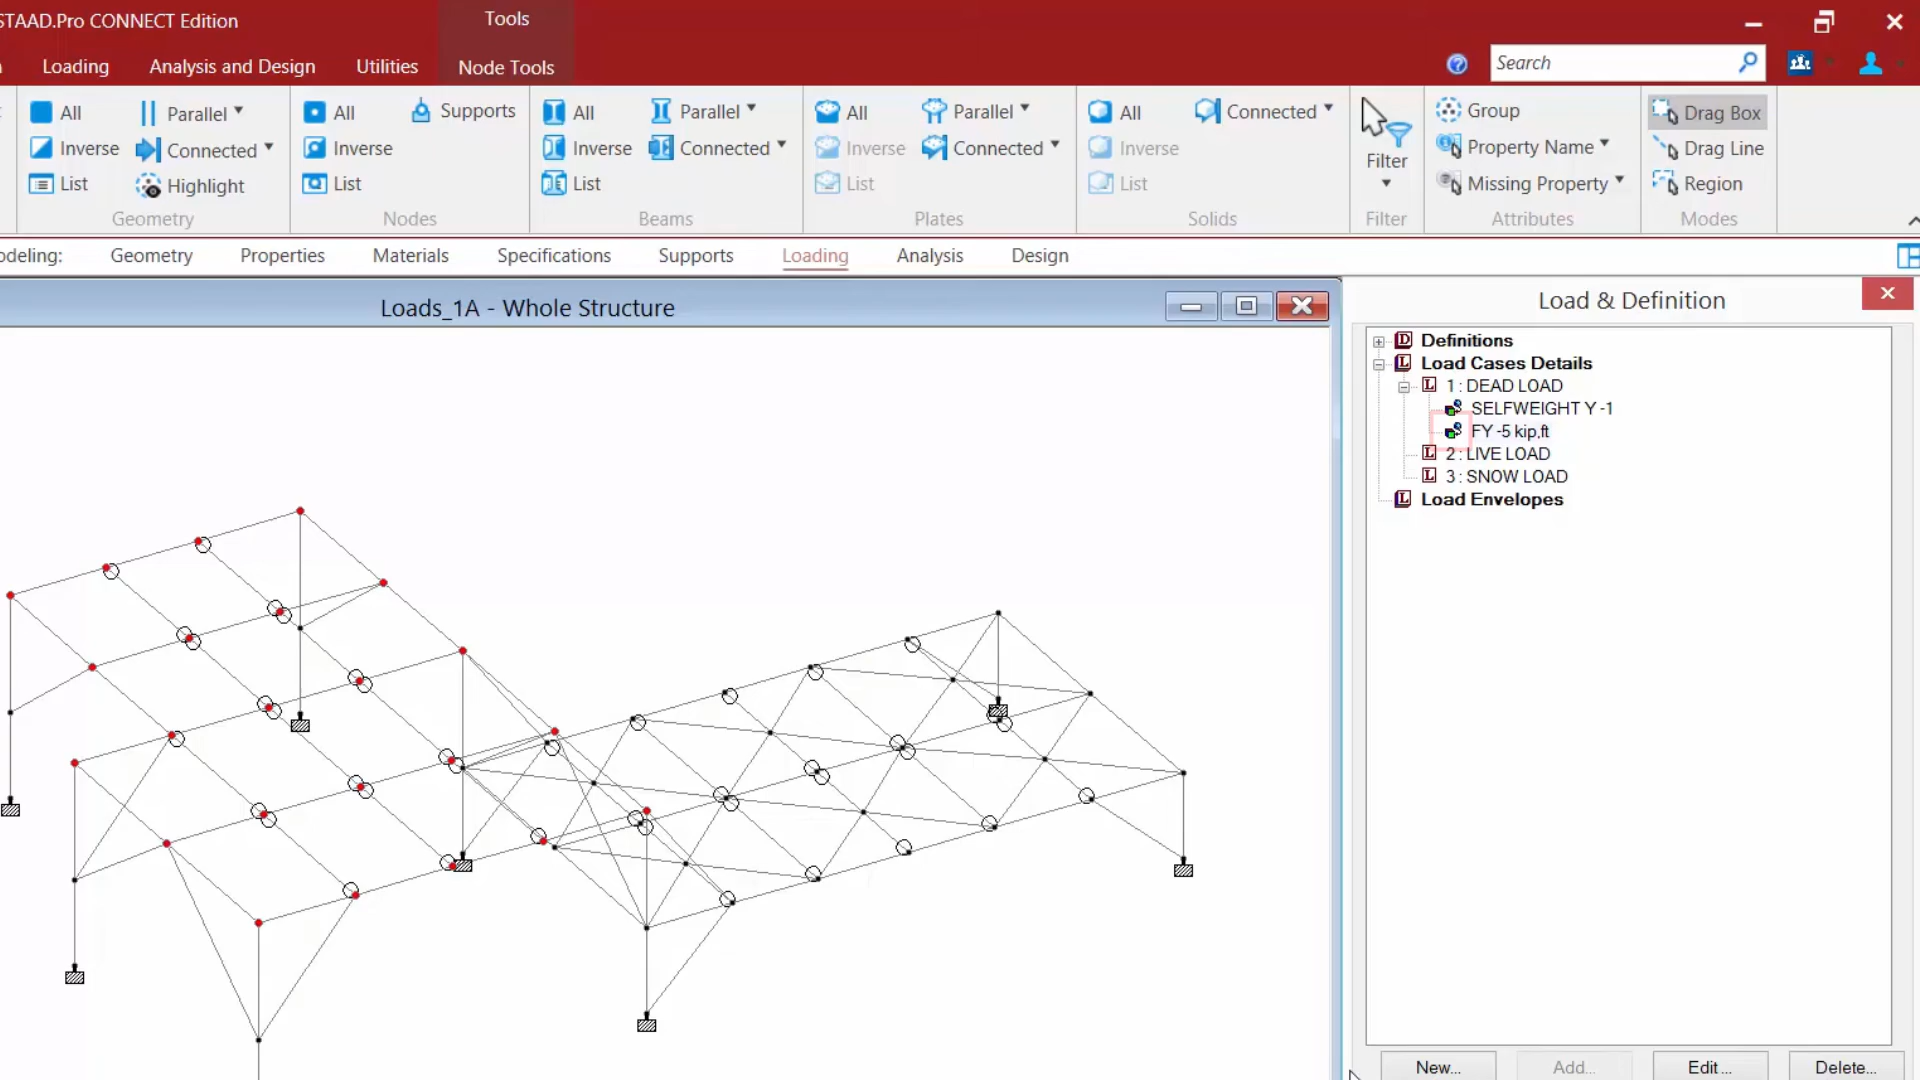 STAAD.Pro CONNECT Edition
Tools
Loading
Analysis and Design
Utilities
Node Tools
Search
All
Parallel
Inverse
Connected
List
Highlight
Geometry
All
Supports
Inverse
List
Nodes
All
Parallel
Inverse
Connected
List
Beams
All
Parallel
Inverse
Connected
List
Plates
All
Connected
Inverse
List
Solids
Filter
Filter
Group
Property Name
Missing Property
Attributes
Drag Box
Drag Line
Region
Modes
odeling:
Geometry
Properties
Materials
Specifications
Supports
Loading
Analysis
Design
Loads_1A - Whole Structure
Load & Definition
Definitions
Load Cases Details
1 : DEAD LOAD
SELFWEIGHT Y -1
FY -5 kip,ft
2 : LIVE LOAD
3 : SNOW LOAD
Load Envelopes
New...
Add...
Edit ...
Delete...